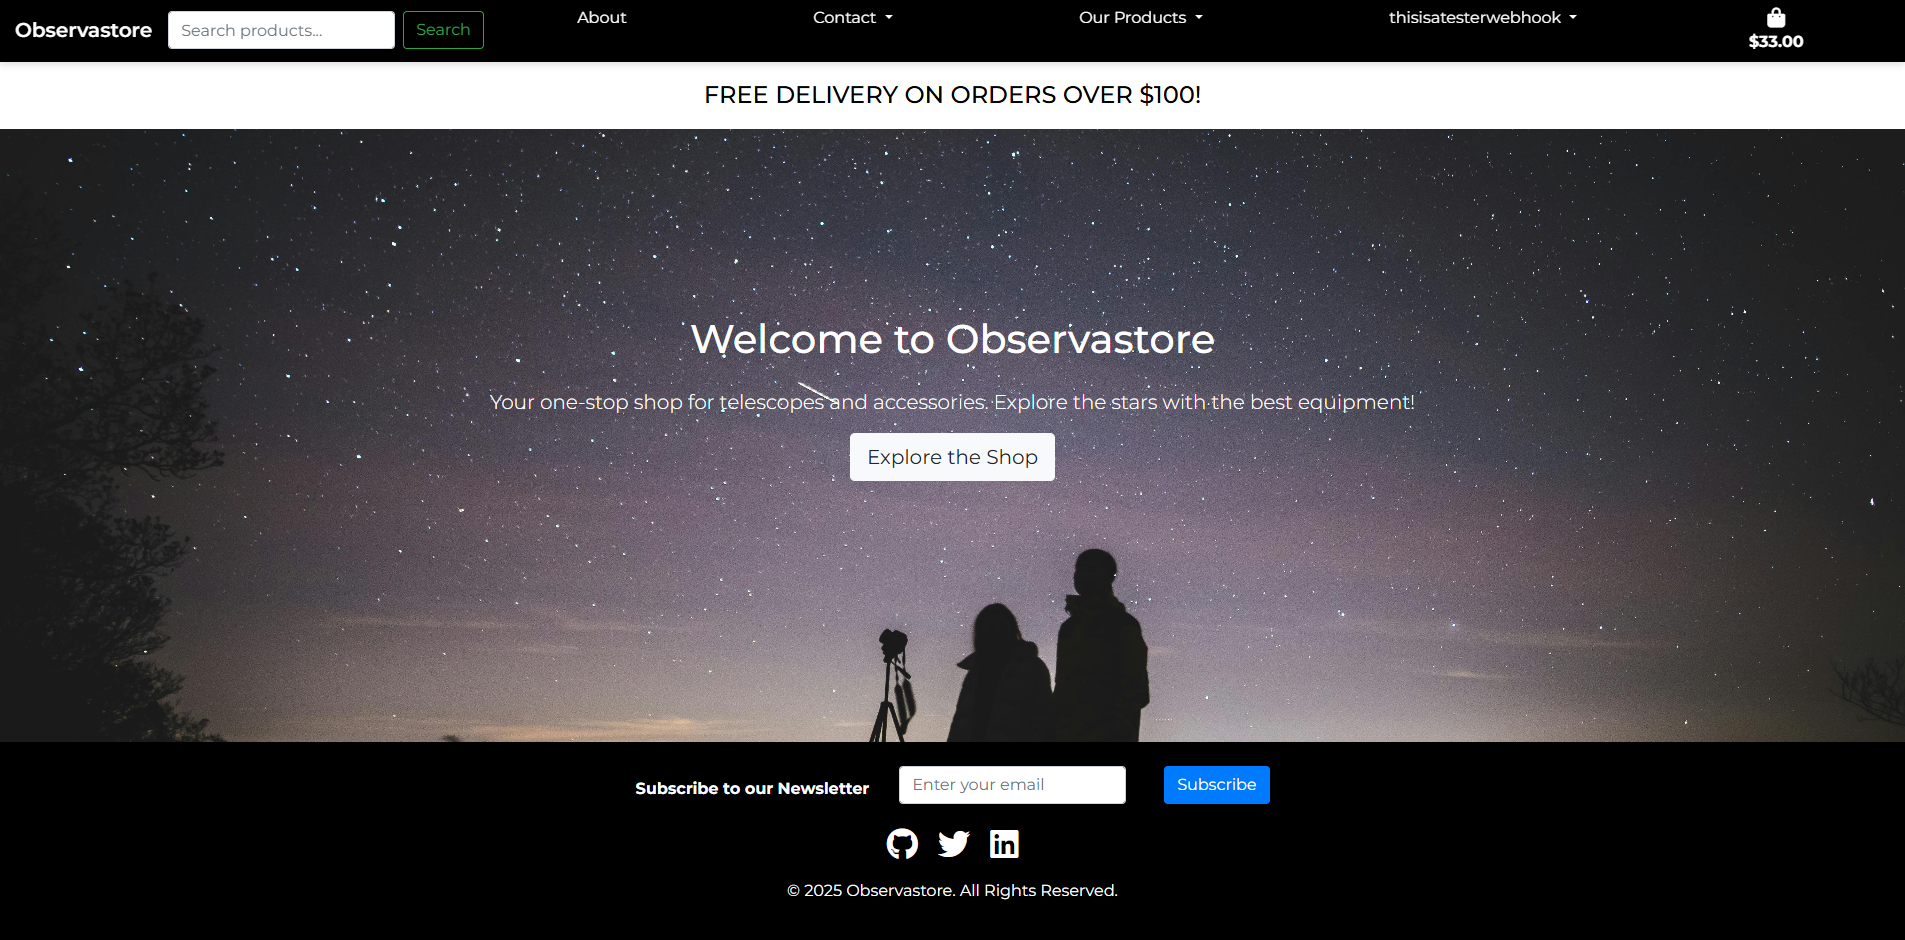 Observastore
Search products...
Search
About
Contact
Our Products
thisisatesterwebhook
$33.00
FREE DELIVERY ON ORDERS OVER $100!
Welcome to Observastore
Your one-stop shop for telescopes and accessories. Explore the stars with the best equipment!
Explore the Shop
Subscribe to our Newsletter
Enter your email
Subscribe
in
© 2025 Observastore. All Rights Reserved.